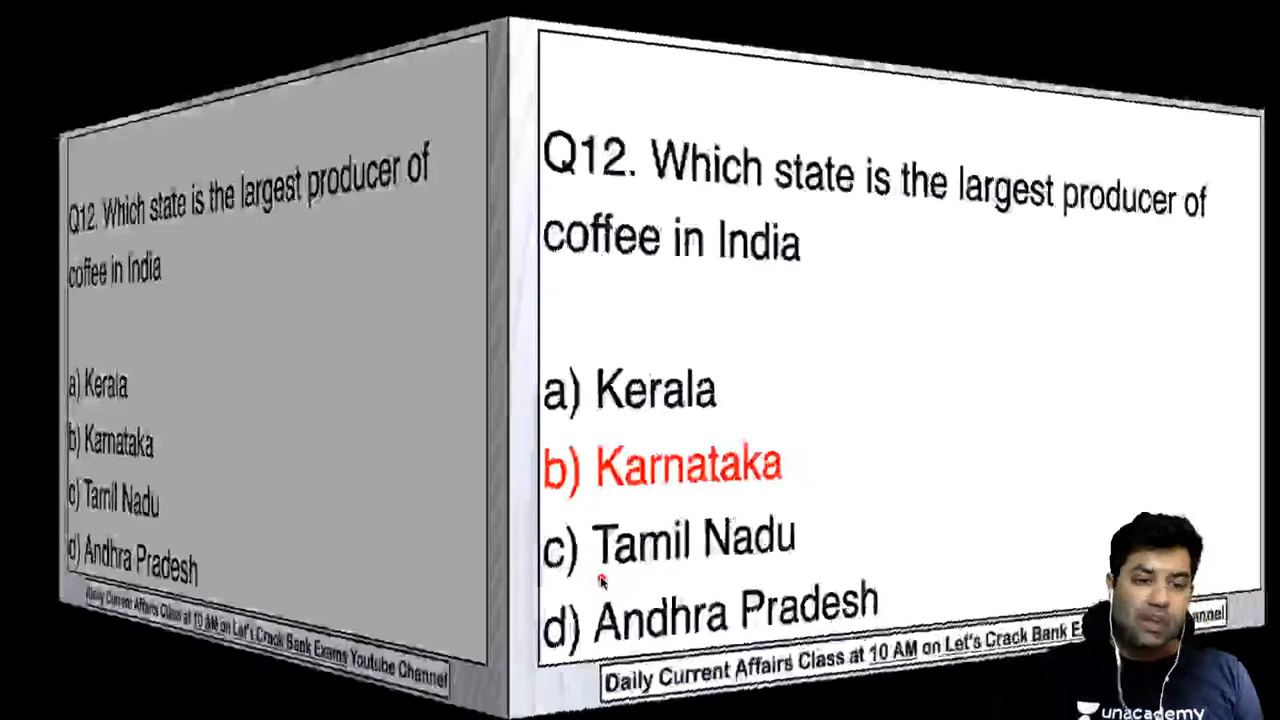 Q12. Which state is the largest producer of
coffee in India
a) Kerala
b) Karnataka
c) Tamil Nadu
d) Andhra Pradesh
Daily Current Affairs Class at 10 AM on Let's Crack Bank Exams Youtube Channel
Q12. Which state is the largest producer of
coffee in India
a) Kerala
b) Karnataka
c) Tamil Nadu
d) Andhra Pradesh
Daily Current Affairs Class at 10 AM on Let's Crack Bank E
nnel
unacademy